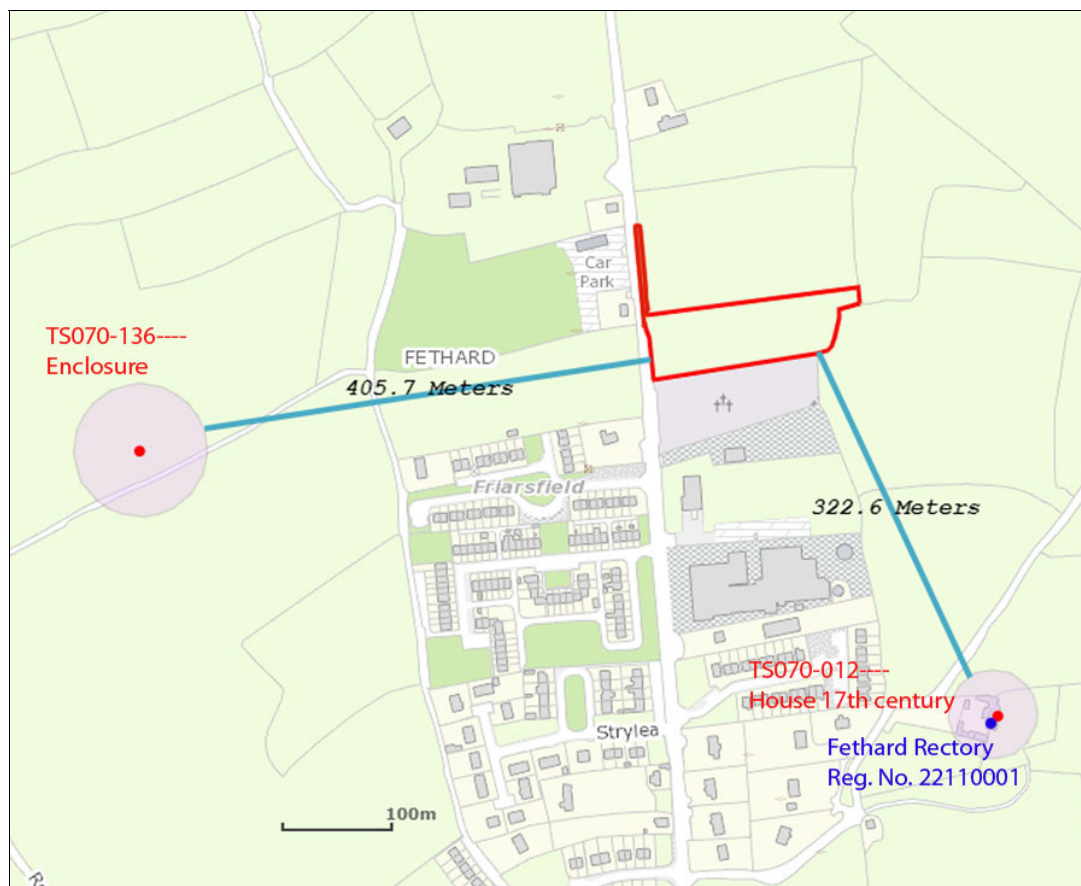 Car
Park
TS070-136----
Enclosure
FETHARD
405.7 Meters
Friarsfield
322.6 Meters
TS070-012----
House 17th century
Strylea
Fethard Rectory
Reg. No. 22110001
100m